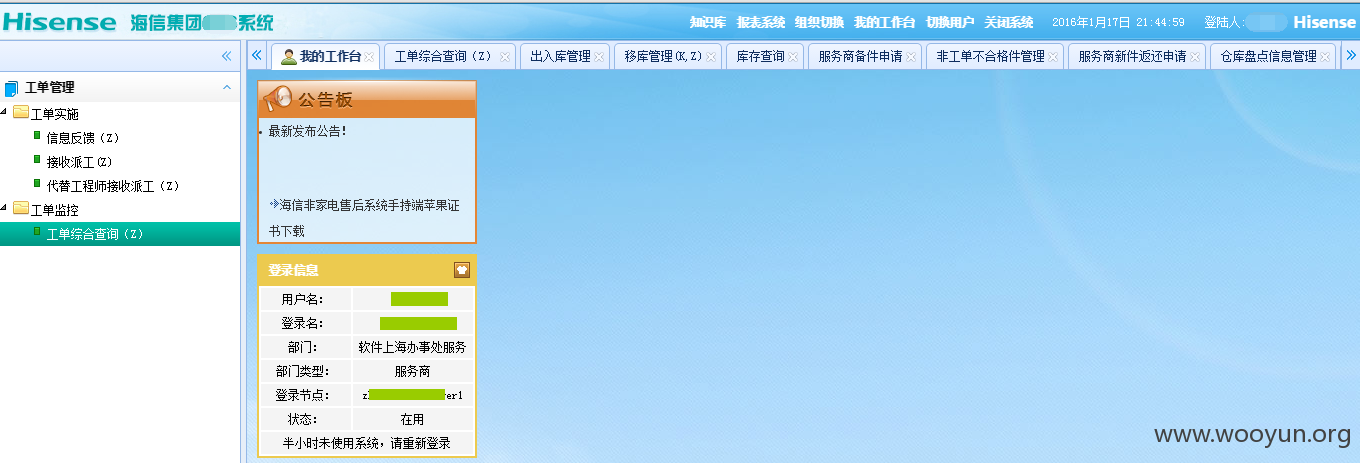 Hisense 海信集团 系统
知识库 报表系统 组织切换 我的工作台 切换用户 关闭系统 2016年1月17日 21:44:59 登陆人: Hisense
我的工作台 工单综合查询（Z） 出入库管理 移库管理(K,Z) 库存查询 服务商备件申请 非工单不合格件管理 服务商新件返还申请 仓库盘点信息管理
工单管理
工单实施
信息反馈（Z）
接收派工(Z)
代替工程师接收派工（Z）
工单监控
工单综合查询（Z）
公告板
最新发布公告！
海信非家电售后系统手持端苹果证
书下载
登录信息
用户名：
登录名：
部门： 软件上海办事处服务
部门类型： 服务商
登录节点： z er1
状态： 在用
半小时未使用系统，请重新登录
www.wooyun.org